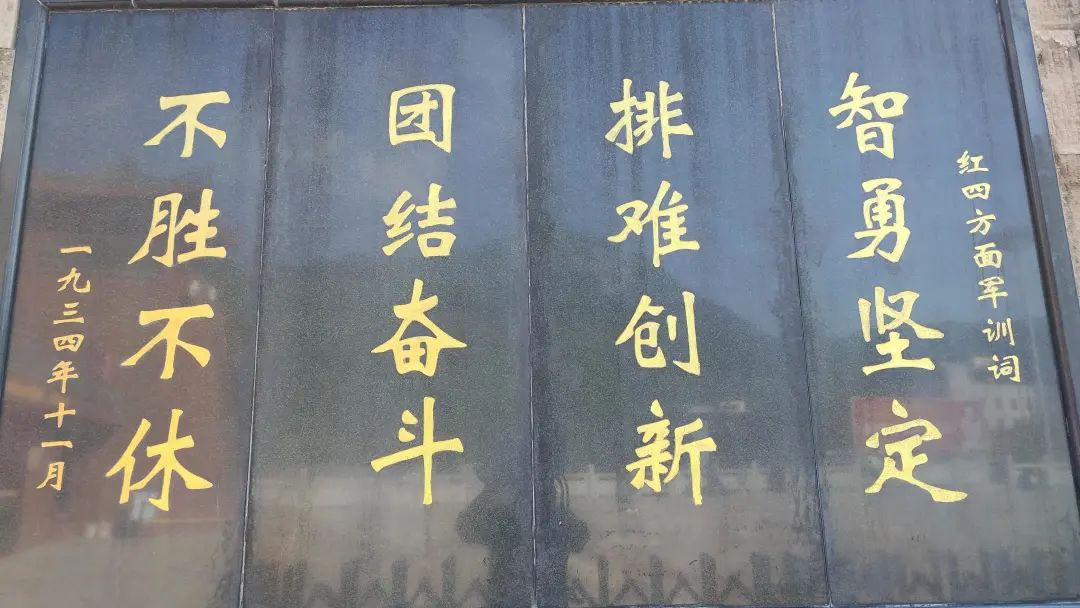 红四方面军训词
智勇坚定
排难创新
团结奋斗
不胜不休
一九三四年十一月